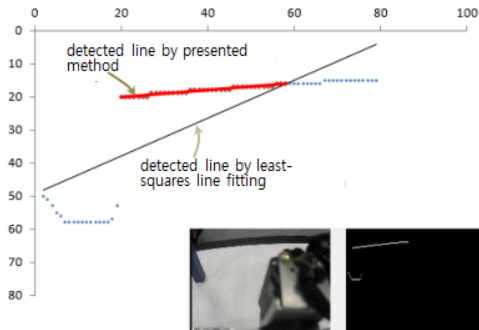 0 20 40 60 80 100
0
10
20
30
40
50
60
70
80
detected line by presented
method
detected line by least-
squares line fitting